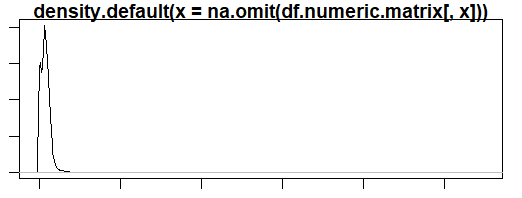 density.default(x = na.omit(df.numeric.matrix[, x]))